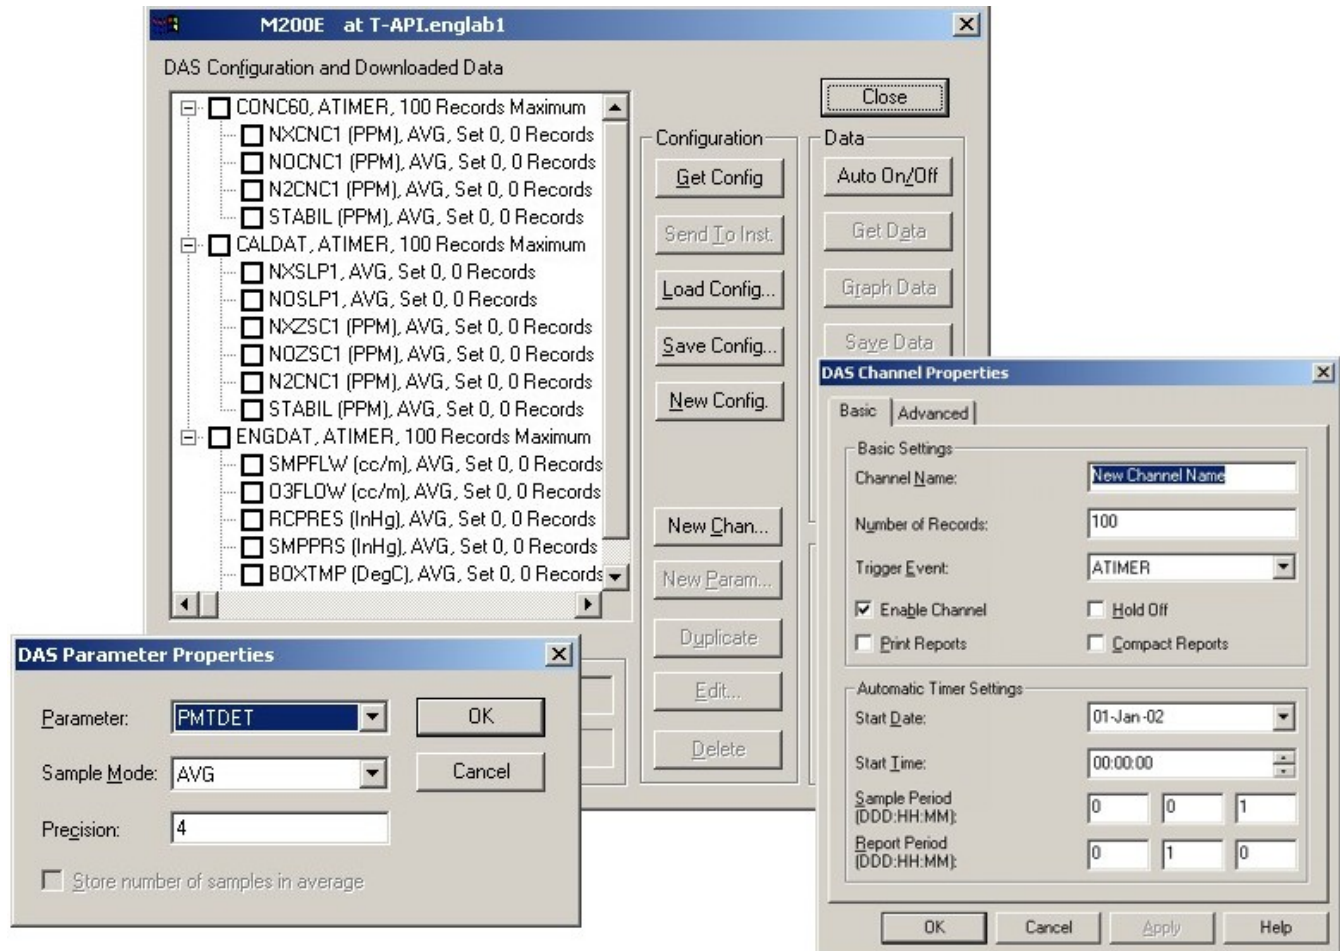 M200E at T-API.englab1
DAS Configuration and Downloaded Data
CONC60, ATIMER, 100 Records Maximum
NXCNC1 (PPM), AVG, Set 0, 0 Records
NOCNC1 (PPM), AVG, Set 0, 0 Records
N2CNC1 (PPM), AVG, Set 0, 0 Records
STABIL (PPM), AVG, Set 0, 0 Records
CALDAT, ATIMER, 100 Records Maximum
NXSLP1, AVG, Set 0, 0 Records
NOSLP1, AVG, Set 0, 0 Records
NXZSC1 (PPM), AVG, Set 0, 0 Records
NOZSC1 (PPM), AVG, Set 0, 0 Records
N2CNC1 (PPM), AVG, Set 0, 0 Records
STABIL (PPM), AVG, Set 0, 0 Records
ENGDAT, ATIMER, 100 Records Maximum
SMPFLW (cc/m), AVG, Set 0, 0 Records
O3FLOW (cc/m), AVG, Set 0, 0 Records
RCPRES (InHg), AVG, Set 0, 0 Records
SMPPRS (InHg), AVG, Set 0, 0 Records
BOXTMP (DegC), AVG, Set 0, 0 Records
Close
Configuration
Get Config
Send To Inst.
Load Config...
Save Config...
New Config.
New Chan...
New Param...
Duplicate
Edit...
Delete
Data
Auto On/Off
Get Data
Graph Data
Save Data
DAS Parameter Properties
Parameter: PMTDET
OK
Sample Mode: AVG
Cancel
Precision: 4
Store number of samples in average
DAS Channel Properties
Basic Advanced
Basic Settings
Channel Name: New Channel Name
Number of Records: 100
Trigger Event: ATIMER
Enable Channel Hold Off
Print Reports Compact Reports
Automatic Timer Settings
Start Date: 01-Jan-02
Start Time: 00:00:00
Sample Period
(DDD:HH:MM): 0 0 1
Report Period
(DDD:HH:MM): 0 1 0
OK Cancel Apply Help